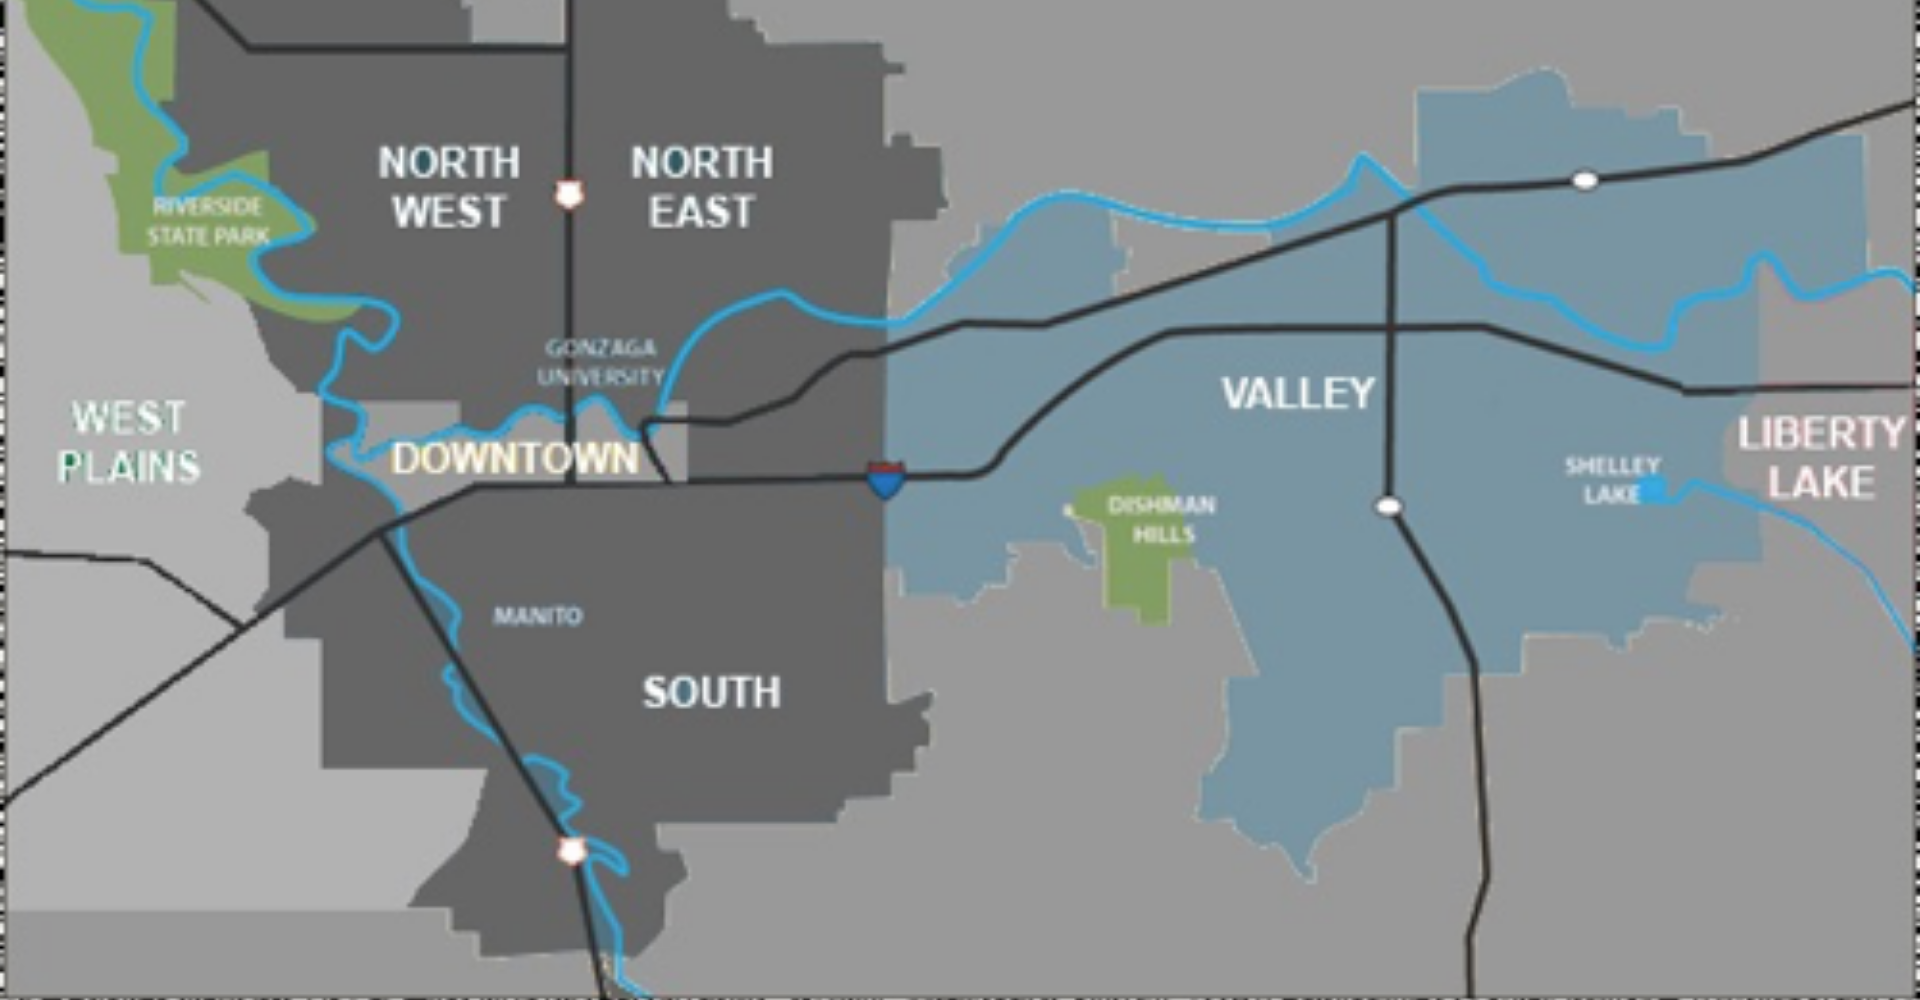 NORTH
WEST
NORTH
EAST
RIVERSIDE
STATE PARK
GONZAGA
UNIVERSITY
WEST
PLAINS
DOWNTOWN
VALLEY
LIBERTY
LAKE
SHELLEY
LAKE
DISHMAN
HILLS
MANITO
SOUTH